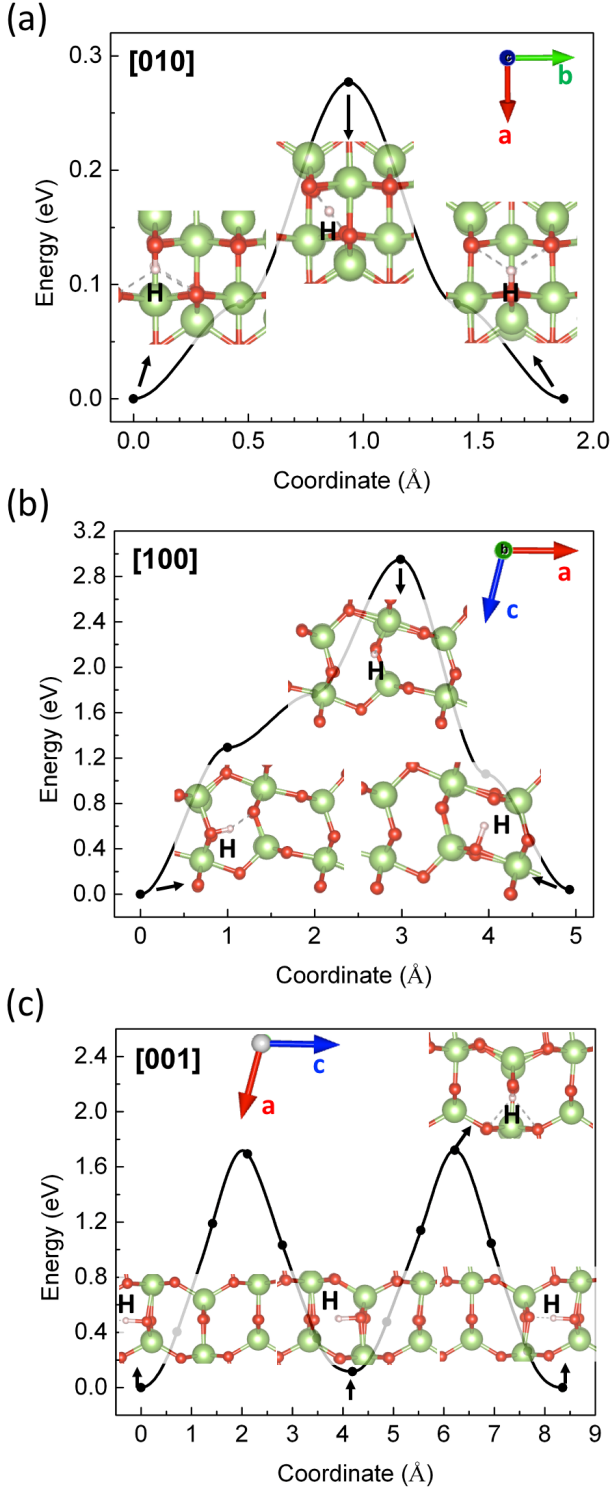 (a)
[010]
c
b
a
0.3
0.2
0.1
0.0
Energy (eV)
H
H
H
0.0 0.5 1.0 1.5 2.0
Coordinate (Å)
(b)
[100]
b
a
c
3.2
2.8
2.4
2.0
1.6
1.2
0.8
0.4
0.0
Energy (eV)
H
H
H
0 1 2 3 4 5
Coordinate (Å)
(c)
[001]
c
a
2.4
2.0
1.6
1.2
0.8
0.4
0.0
Energy (eV)
H
H
H
H
0 1 2 3 4 5 6 7 8 9
Coordinate (Å)